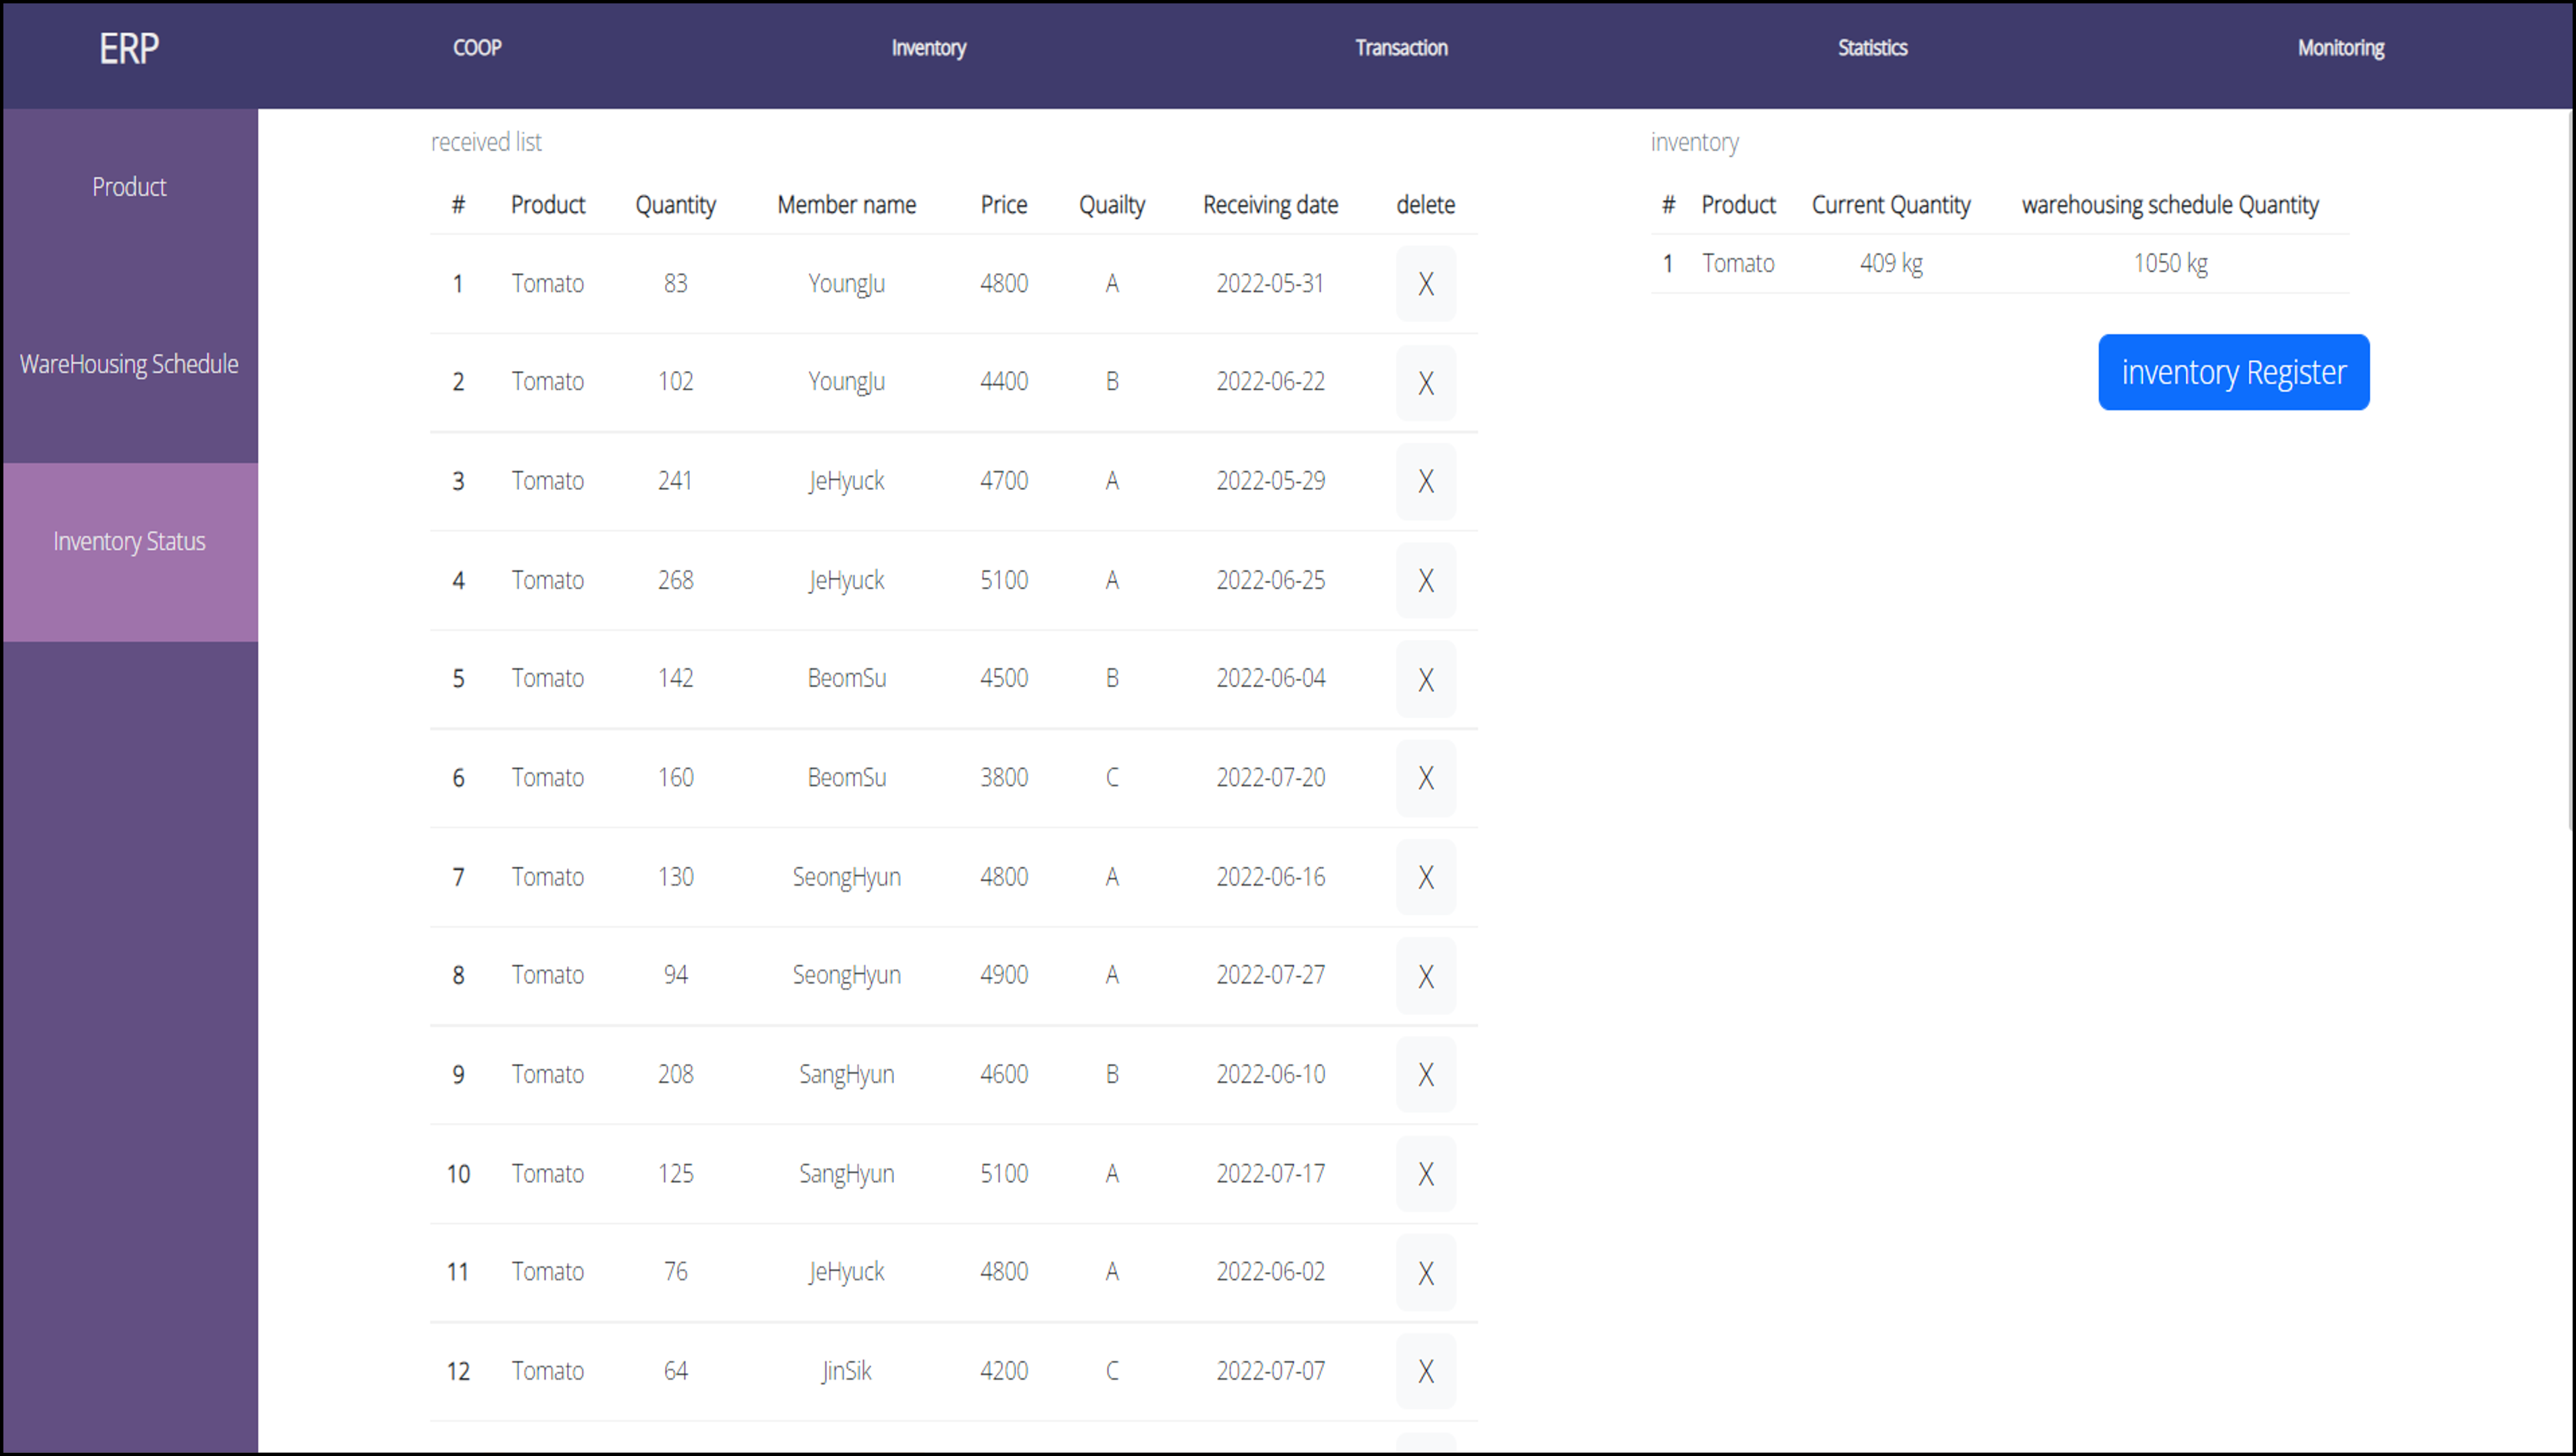 ERP COOP Inventory Transaction Statistics Monitoring
Product
WareHousing Schedule
Inventory Status
received list
# Product Quantity Member name Price Quailty Receiving date delete
1 Tomato 83 YoungJu 4800 A 2022-05-31 X
2 Tomato 102 YoungJu 4400 B 2022-06-22 X
3 Tomato 241 JeHyuck 4700 A 2022-05-29 X
4 Tomato 268 JeHyuck 5100 A 2022-06-25 X
5 Tomato 142 BeomSu 4500 B 2022-06-04 X
6 Tomato 160 BeomSu 3800 C 2022-07-20 X
7 Tomato 130 SeongHyun 4800 A 2022-06-16 X
8 Tomato 94 SeongHyun 4900 A 2022-07-27 X
9 Tomato 208 SangHyun 4600 B 2022-06-10 X
10 Tomato 125 SangHyun 5100 A 2022-07-17 X
11 Tomato 76 JeHyuck 4800 A 2022-06-02 X
12 Tomato 64 JinSik 4200 C 2022-07-07 X
inventory
# Product Current Quantity warehousing schedule Quantity
1 Tomato 409 kg 1050 kg
inventory Register